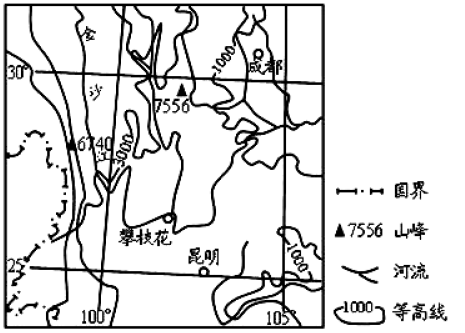 金
沙
江
1000
成都
30°
7556
6740
3000
攀枝花
昆明
25°
1000
100°
105°
国界
7556 山峰
河流
1000 等高线